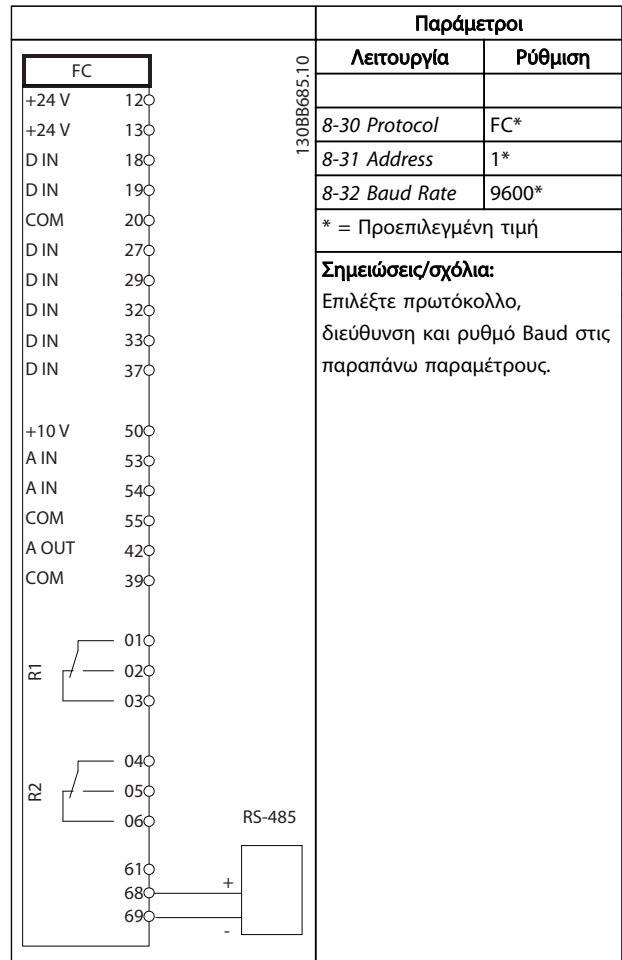 Παράμετροι
Λειτουργία Ρύθμιση
8-30 Protocol FC*
8-31 Address 1*
8-32 Baud Rate 9600*
* = Προεπιλεγμένη τιμή
Σημειώσεις/σχόλια:
Επιλέξτε πρωτόκολλο,
διεύθυνση και ρυθμό Baud στις
παραπάνω παραμέτρους.
FC
130BB685.10
+24 V 12
+24 V 13
D IN 18
D IN 19
COM 20
D IN 27
D IN 29
D IN 32
D IN 33
D IN 37
+10 V 50
A IN 53
A IN 54
COM 55
A OUT 42
COM 39
R1
01
02
03
R2
04
05
06
RS-485
61
68 +
69 -